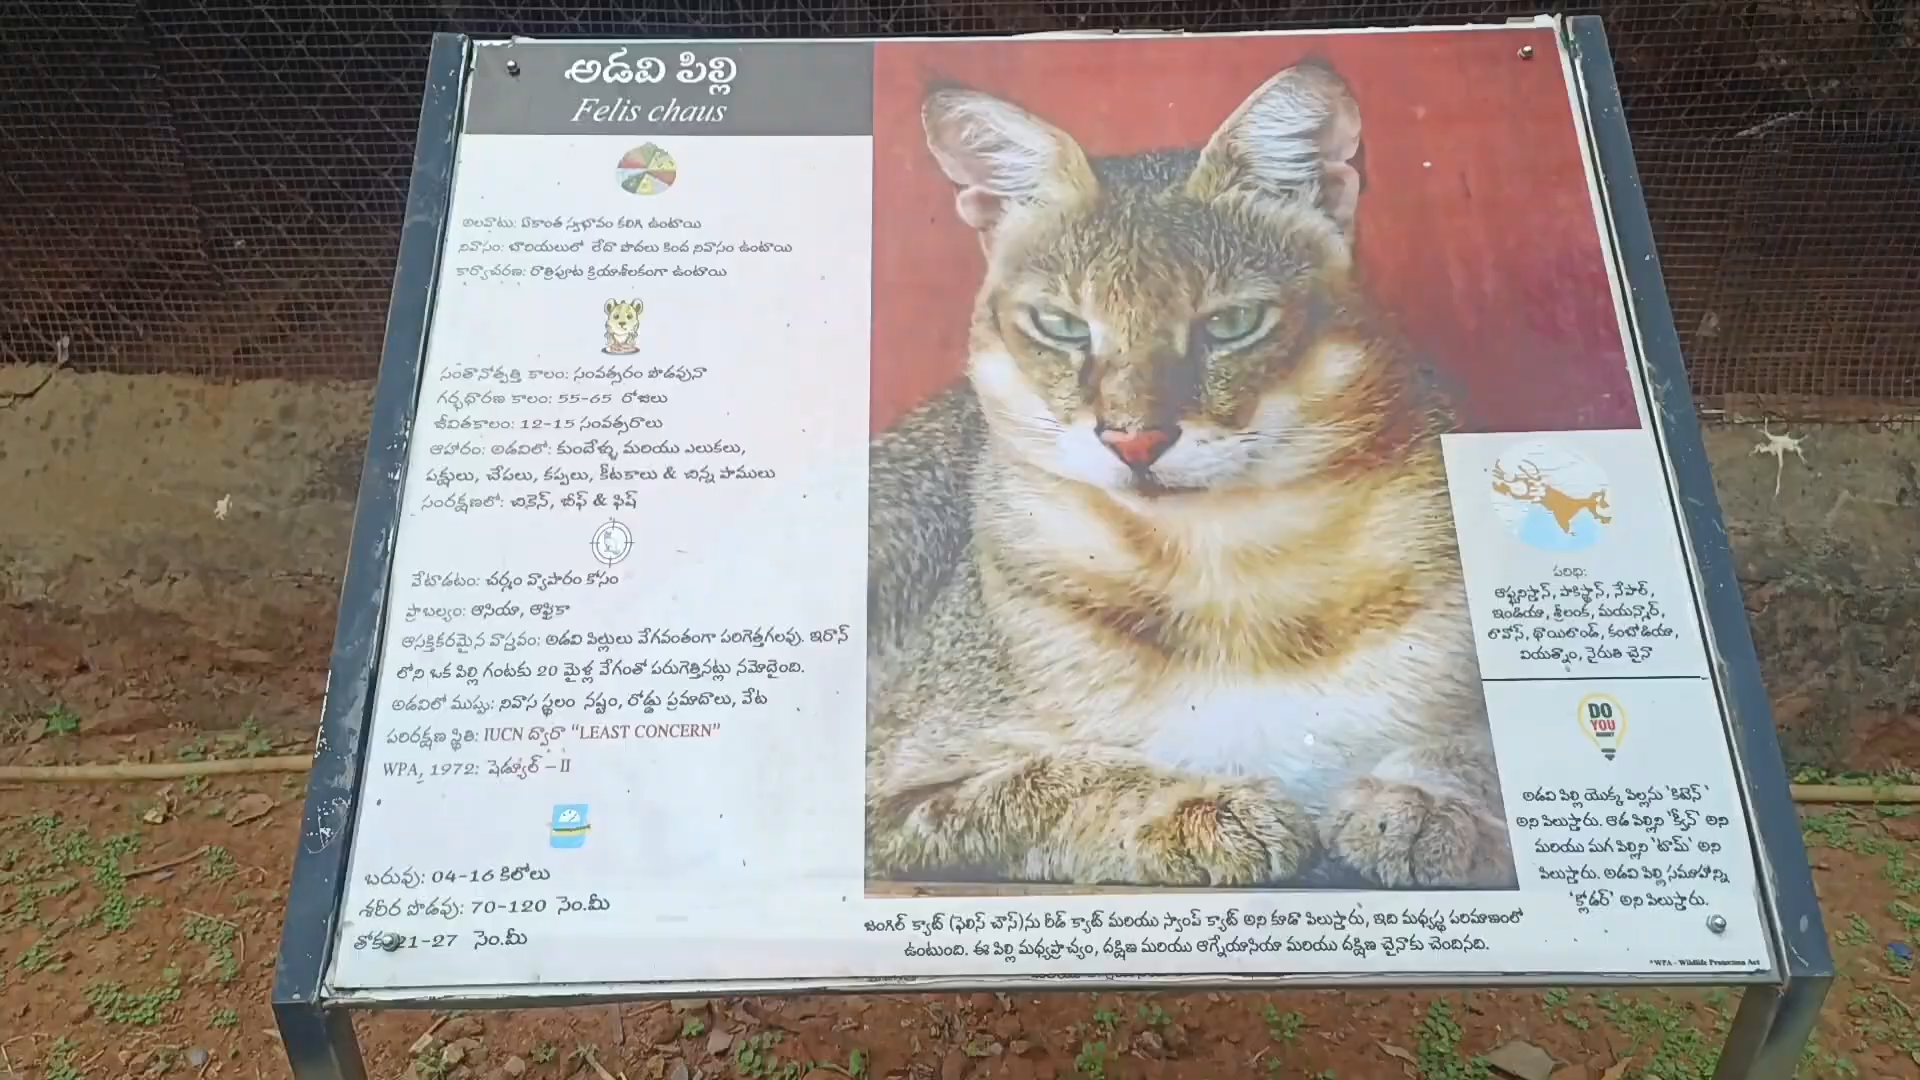 అడవి పిల్లి
Felis chaus
అలవాటు: ఏకాంత స్వభావం కలిగి ఉంటాయి
నివాసం: బొరియలులో లేదా పొదలు కింద నివాసం ఉంటాయి
కార్యాచరణ: రాత్రిపూట క్రియాశీలకంగా ఉంటాయి
సంతానోత్పత్తి కాలం: సంవత్సరం పొడవునా
గర్భధారణ కాలం: 55-65 రోజులు
జీవితకాలం: 12-15 సంవత్సరాలు
ఆహారం: అడవిలో: కుందేళ్ళు మరియు ఎలుకలు,
పక్షులు, చేపలు, కప్పలు, కీటకాలు & చిన్న పాములు
సంరక్షణలో: చికెన్, బీఫ్ & ఫిష్
వేటాడటం: చర్మం వ్యాపారం కోసం
ప్రాబల్యం: ఆసియా, ఆఫ్రికా
ఆసక్తికరమైన వాస్తవం: అడవి పిల్లులు వేగవంతంగా పరిగెత్తగలవు. ఇరాన్
లోని ఒక పిల్లి గంటకు 20 మైళ్ల వేగంతో పరుగెత్తినట్లు నమోదైంది.
అడవిలో ముప్పు: నివాస స్థలం నష్టం, రోడ్డు ప్రమాదాలు, వేట
పరిరక్షణ స్థితి: IUCN ద్వారా "LEAST CONCERN"
WPA, 1972: షెడ్యూల్ – II
బరువు: 04-16 కిలోలు
శరీర పొడవు: 70-120 సెం.మీ
తోక: 21-27 సెం.మీ
పరిధి:
ఆఫ్ఘనిస్తాన్, పాకిస్థాన్, నేపాల్,
ఇండియా, శ్రీలంక, మయన్మార్,
లావోస్, థాయిలాండ్, కంబోడియా,
వియత్నాం, నైరుతి చైనా
DO
YOU
అడవి పిల్లి యొక్క పిల్లను 'కిటెన్'
అని పిలుస్తారు. ఆడ పిల్లిని 'క్వీన్' అని
మరియు మగ పిల్లిని 'టామ్' అని
పిలుస్తారు. అడవి పిల్లి సమూహాన్ని
'క్లోడర్' అని పిలుస్తారు.
జంగిల్ క్యాట్ (ఫెలిస్ చౌస్)ను రీడ్ క్యాట్ మరియు స్వాంప్ క్యాట్ అని కూడా పిలుస్తారు, ఇది మధ్యస్థ పరిమాణంలో
ఉంటుంది. ఈ పిల్లి మధ్యప్రాచ్యం, దక్షిణ మరియు ఆగ్నేయాసియా మరియు దక్షిణ చైనాకు చెందినది.
*WPA - Wildlife Protection Act